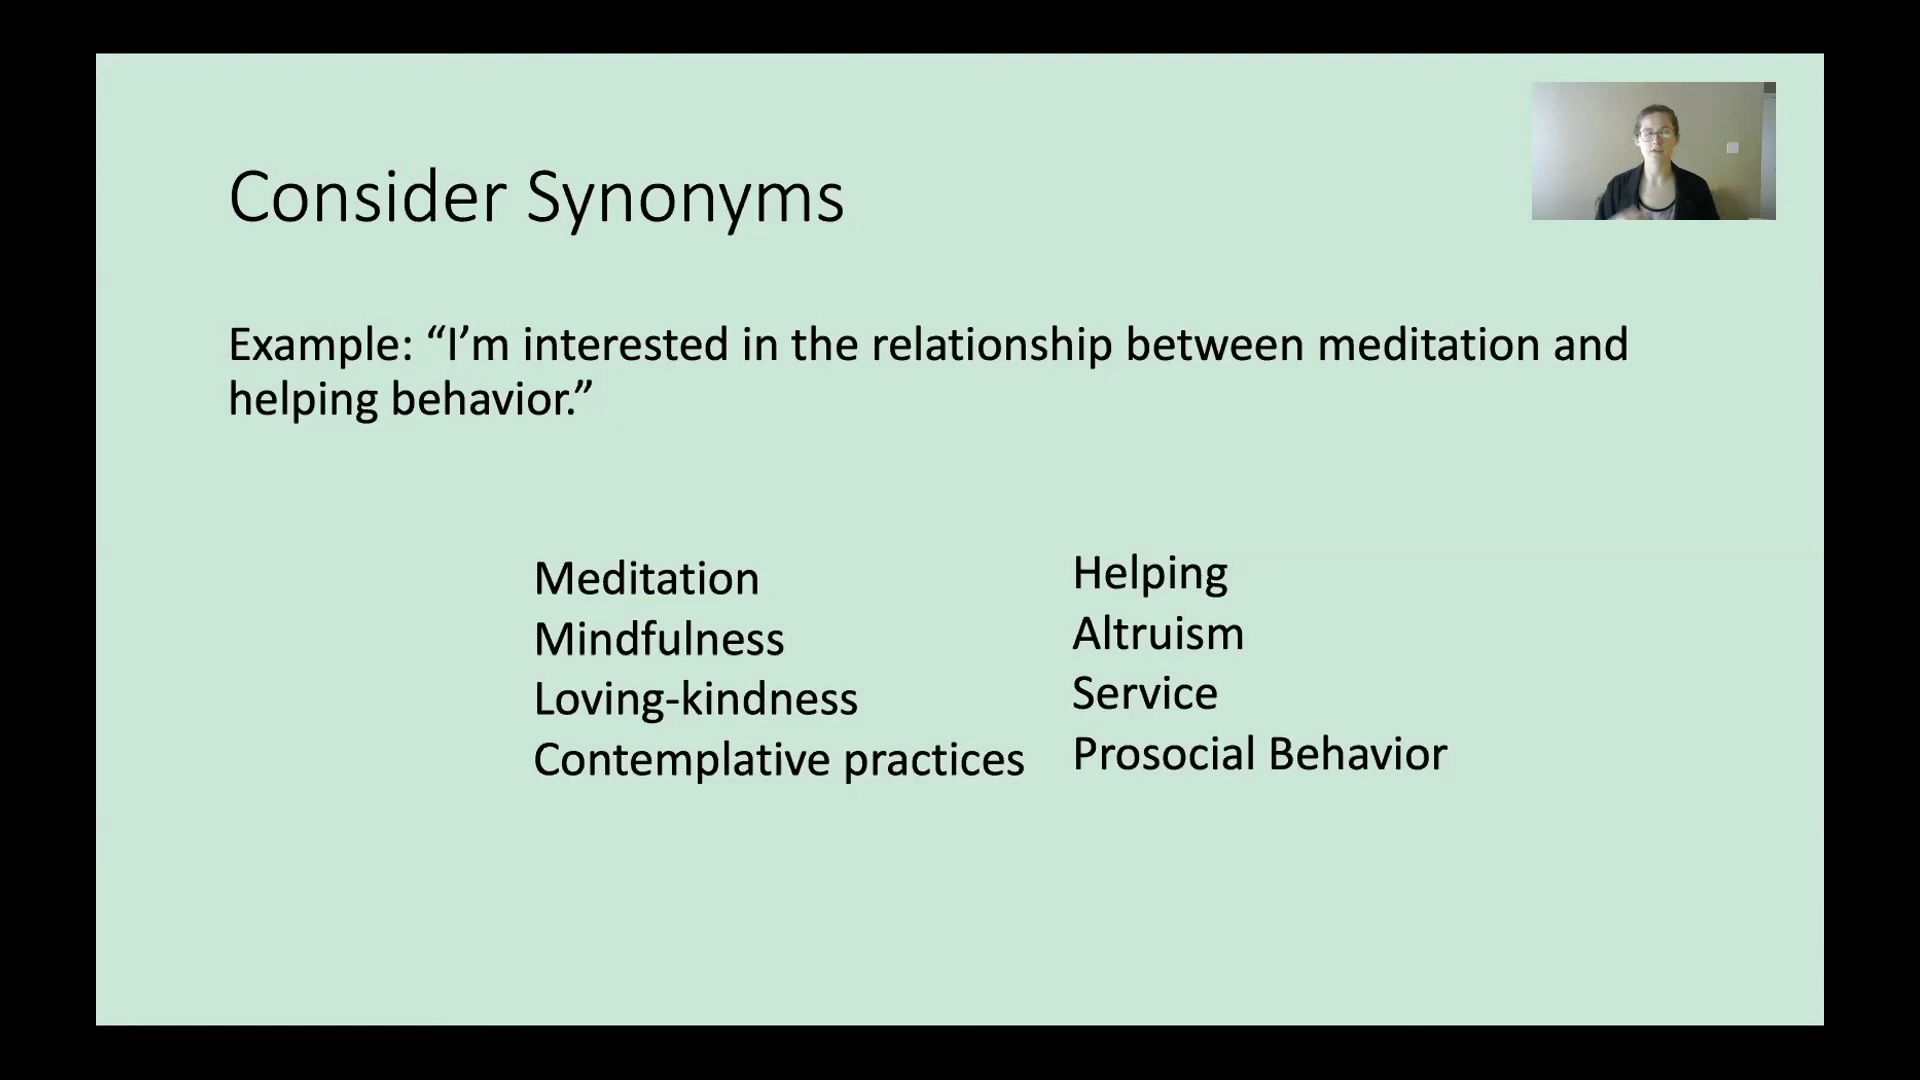 Consider Synonyms
Example: “I’m interested in the relationship between meditation and
helping behavior.”
Meditation
Mindfulness
Loving-kindness
Contemplative practices
Helping
Altruism
Service
Prosocial Behavior